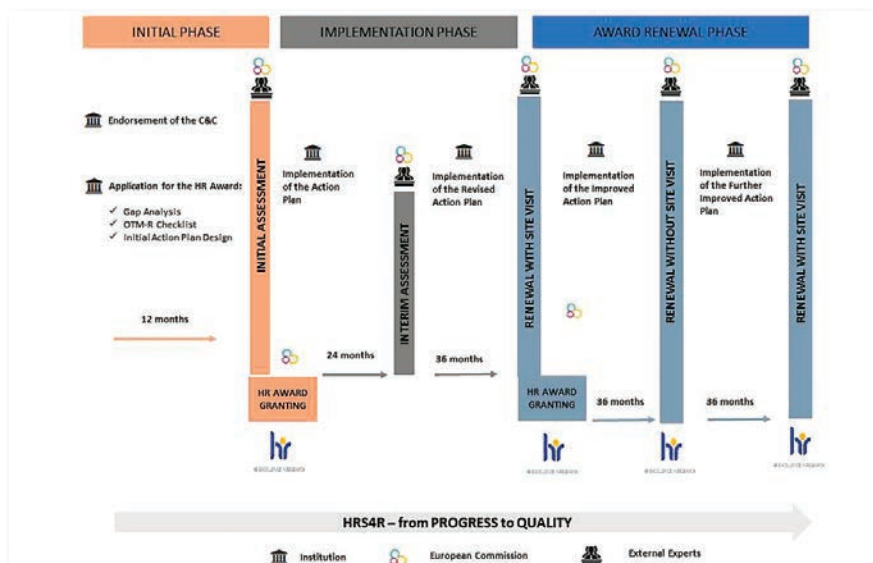 INITIAL PHASE
IMPLEMENTATION PHASE
AWARD RENEWAL PHASE
Endorsement of the C&C
Application for the HR Award:
✓ Gap Analysis
✓ OTM-R Checklist
✓ Initial Action Plan Design
12 months
INITIAL ASSESSMENT
HR AWARD
GRANTING
hr
Implementation
of the Action
Plan
24 months
INTERIM ASSESSMENT
Implementation
of the Revised
Action Plan
36 months
RENEWAL WITH SITE VISIT
HR AWARD
GRANTING
hr
Implementation
of the Improved
Action Plan
36 months
RENEWAL WITHOUT SITE VISIT
hr
Implementation
of the Further
Improved Action
Plan
36 months
RENEWAL WITH SITE VISIT
hr
HRS4R – from PROGRESS to QUALITY
Institution
European Commission
External Experts